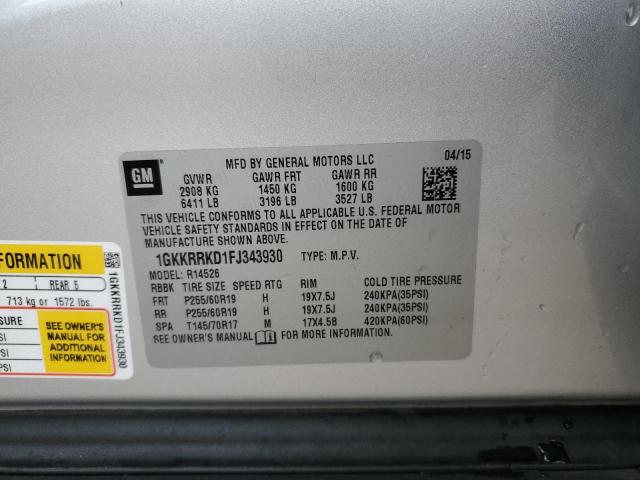 GM
MFD BY GENERAL MOTORS LLC
04/15
GVWR GAWR FRT GAWR RR
2908 KG 1450 KG 1600 KG
6411 LB 3196 LB 3527 LB
THIS VEHICLE CONFORMS TO ALL APPLICABLE U.S. FEDERAL MOTOR
VEHICLE SAFETY STANDARDS IN EFFECT ON THE DATE OF
MANUFACTURE SHOWN ABOVE.
1GKKRRKD1FJ343930 TYPE: M.P.V.
MODEL: R14526
RBBK TIRE SIZE SPEED RTG RIM COLD TIRE PRESSURE
FRT P255/60R19 H 19X7.5J 240KPA(35PSI)
RR P255/60R19 H 19X7.5J 240KPA(35PSI)
SPA T145/70R17 M 17X4.5B 420KPA(60PSI)
SEE OWNER'S MANUAL FOR MORE INFORMATION
FORMATION
2 REAR 5
713 kg or 1572 lbs.
SURE
SEE OWNER'S
MANUAL FOR
ADDITIONAL
INFORMATION
PSI)
PSI)
PSI)
1GKKRRKD1FJ343930